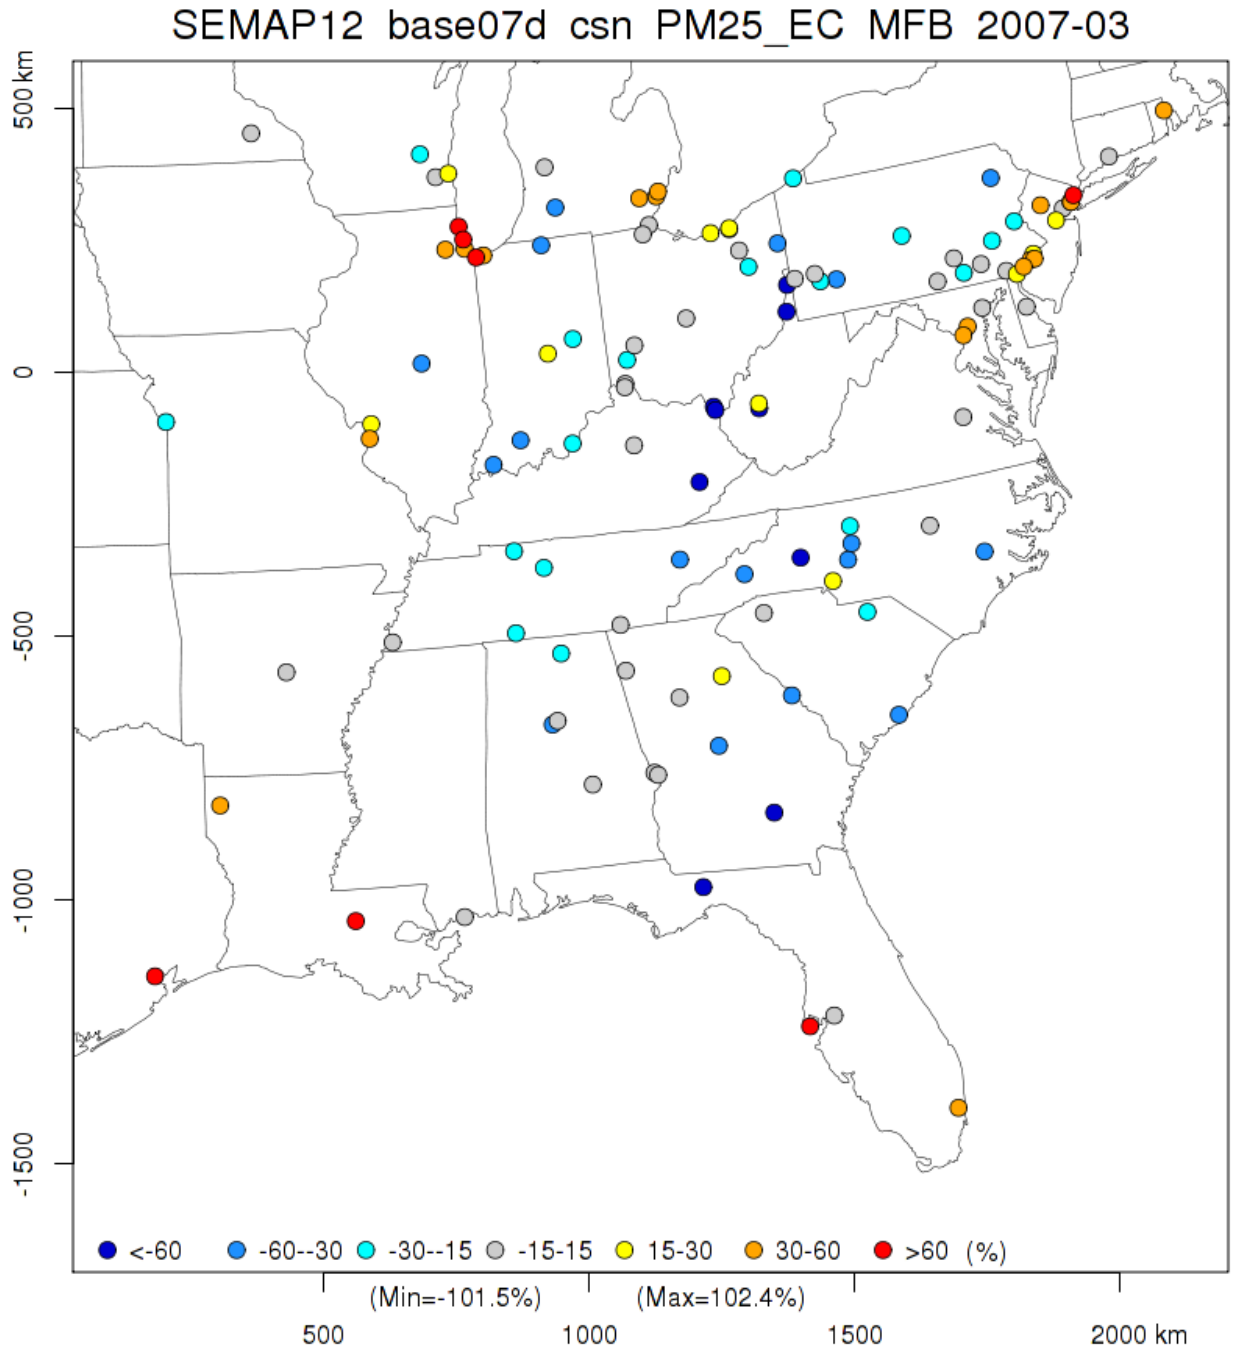 SEMAP12 base07d csn PM25_EC MFB 2007-03
500 km
0
-500
-1000
-1500
<-60 -60--30 -30--15 -15-15 15-30 30-60 >60 (%)
(Min=-101.5%) (Max=102.4%)
500 1000 1500 2000 km